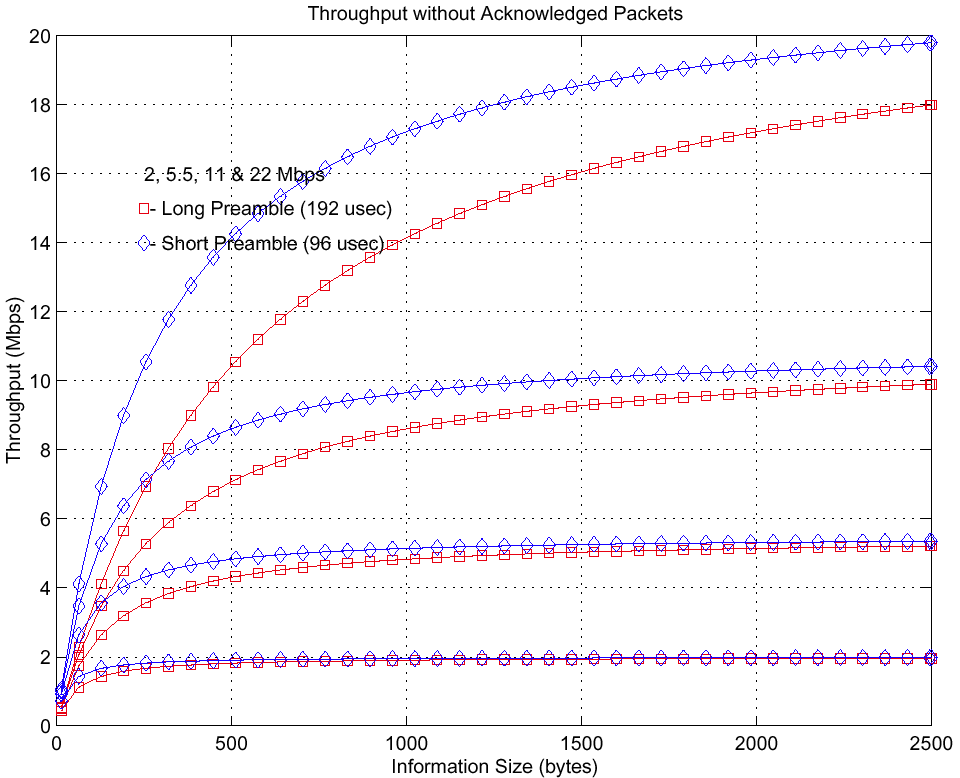 Throughput without Acknowledged Packets
20
18
16
14
12
10
8
6
4
2
0
Throughput (Mbps)
2, 5.5, 11 & 22 Mbps
- Long Preamble (192 usec)
- Short Preamble (96 usec)
0 500 1000 1500 2000 2500
Information Size (bytes)